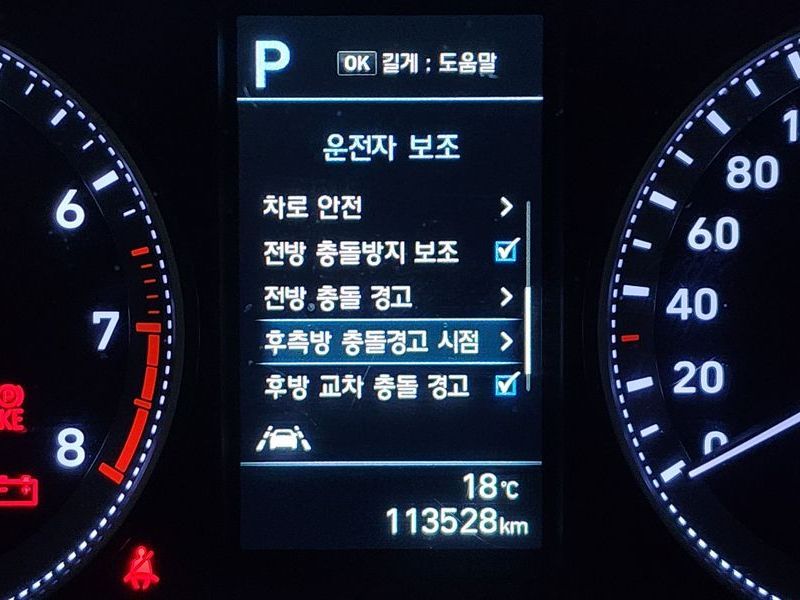 P
OK 길게 : 도움말
운전자 보조
차로 안전
전방 충돌방지 보조
전방 충돌 경고
후측방 충돌경고 시점
후방 교차 충돌 경고
18℃
113528km
6
7
8
80
60
40
20
0